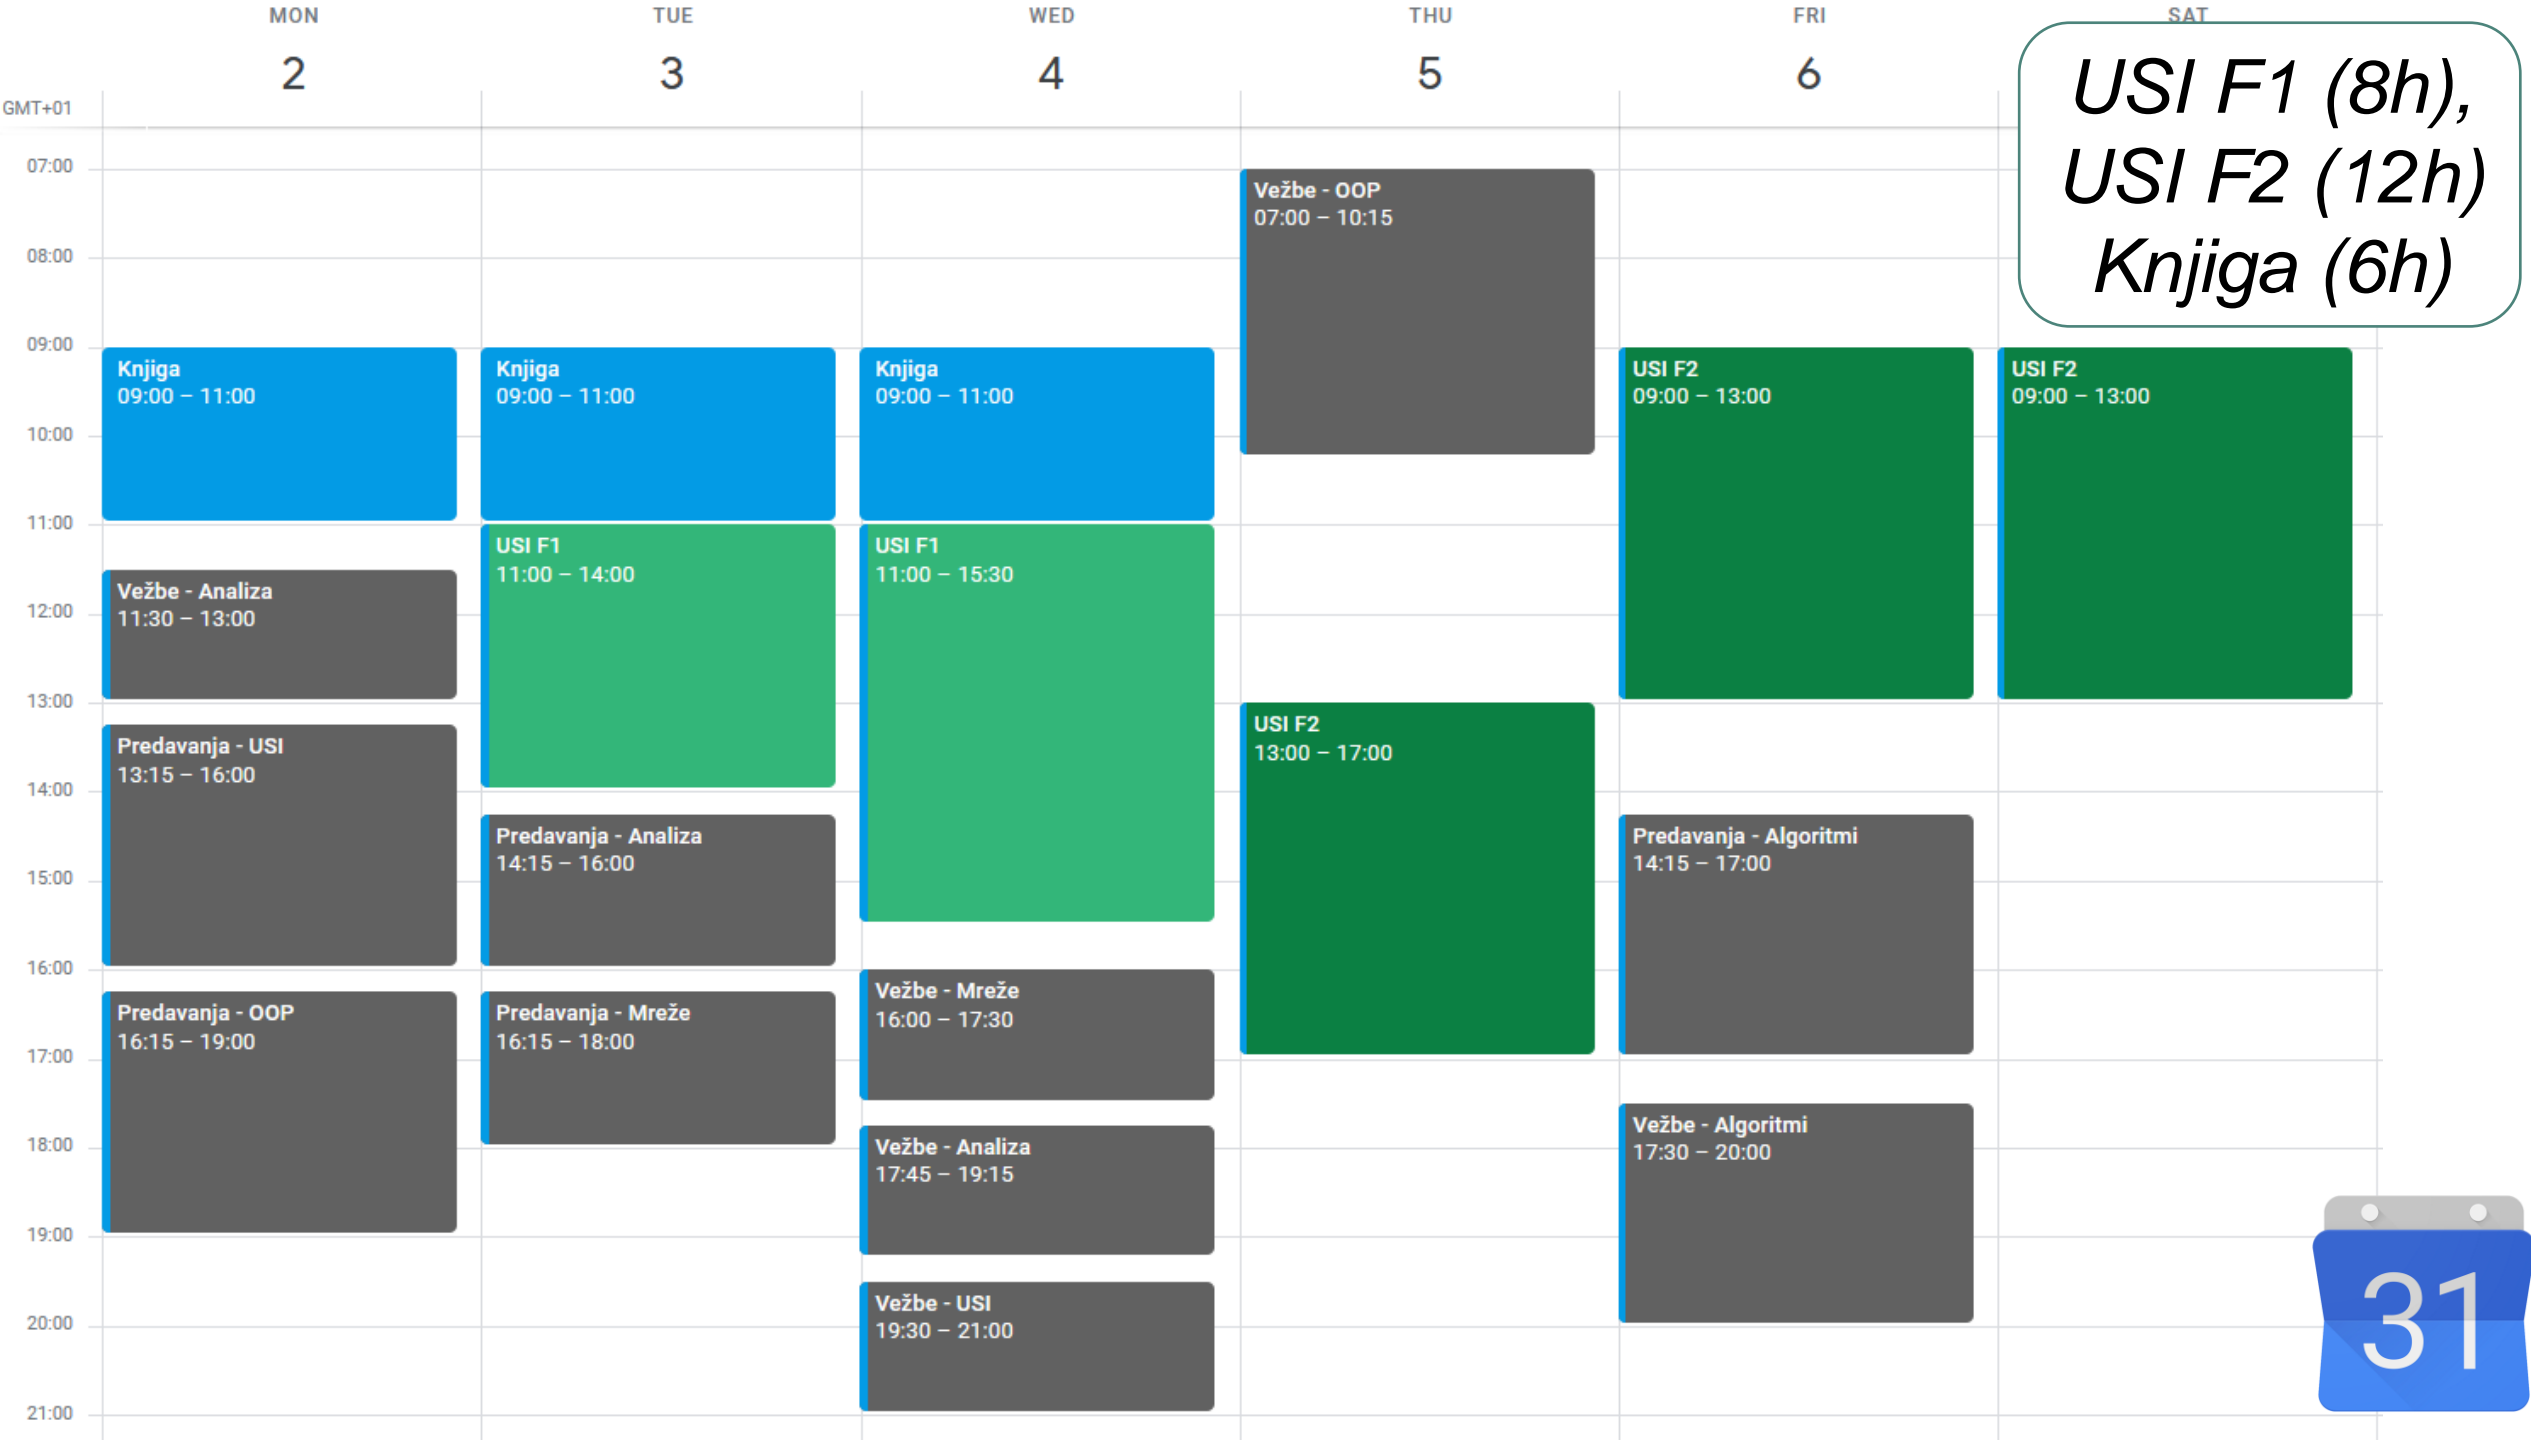 MON
TUE
WED
THU
FRI
SAT
2
3
4
5
6
USI F1 (8h),
USI F2 (12h)
Knjiga (6h)
GMT+01
07:00
08:00
09:00
10:00
11:00
12:00
13:00
14:00
15:00
16:00
17:00
18:00
19:00
20:00
21:00
Knjiga
09:00 – 11:00
Vežbe - Analiza
11:30 – 13:00
Predavanja - USI
13:15 – 16:00
Predavanja - OOP
16:15 – 19:00
Knjiga
09:00 – 11:00
USI F1
11:00 – 14:00
Predavanja - Analiza
14:15 – 16:00
Predavanja - Mreže
16:15 – 18:00
Knjiga
09:00 – 11:00
USI F1
11:00 – 15:30
Vežbe - Mreže
16:00 – 17:30
Vežbe - Analiza
17:45 – 19:15
Vežbe - USI
19:30 – 21:00
Vežbe - OOP
07:00 – 10:15
USI F2
13:00 – 17:00
USI F2
09:00 – 13:00
Predavanja - Algoritmi
14:15 – 17:00
Vežbe - Algoritmi
17:30 – 20:00
USI F2
09:00 – 13:00
31